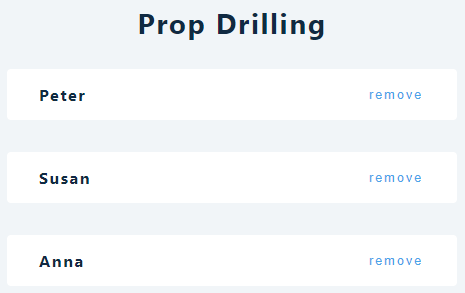 Prop Drilling
Peter remove
Susan remove
Anna remove